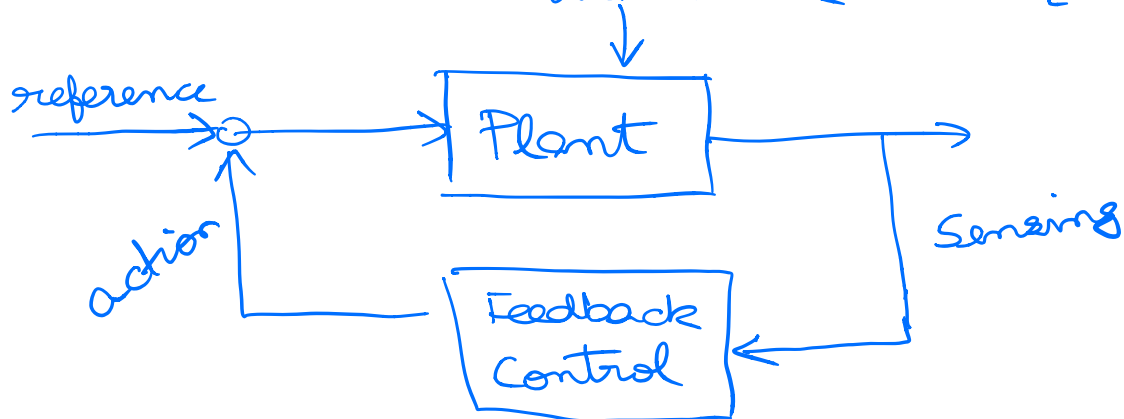 reference
Plant
Sensing
action
Feedback
Control